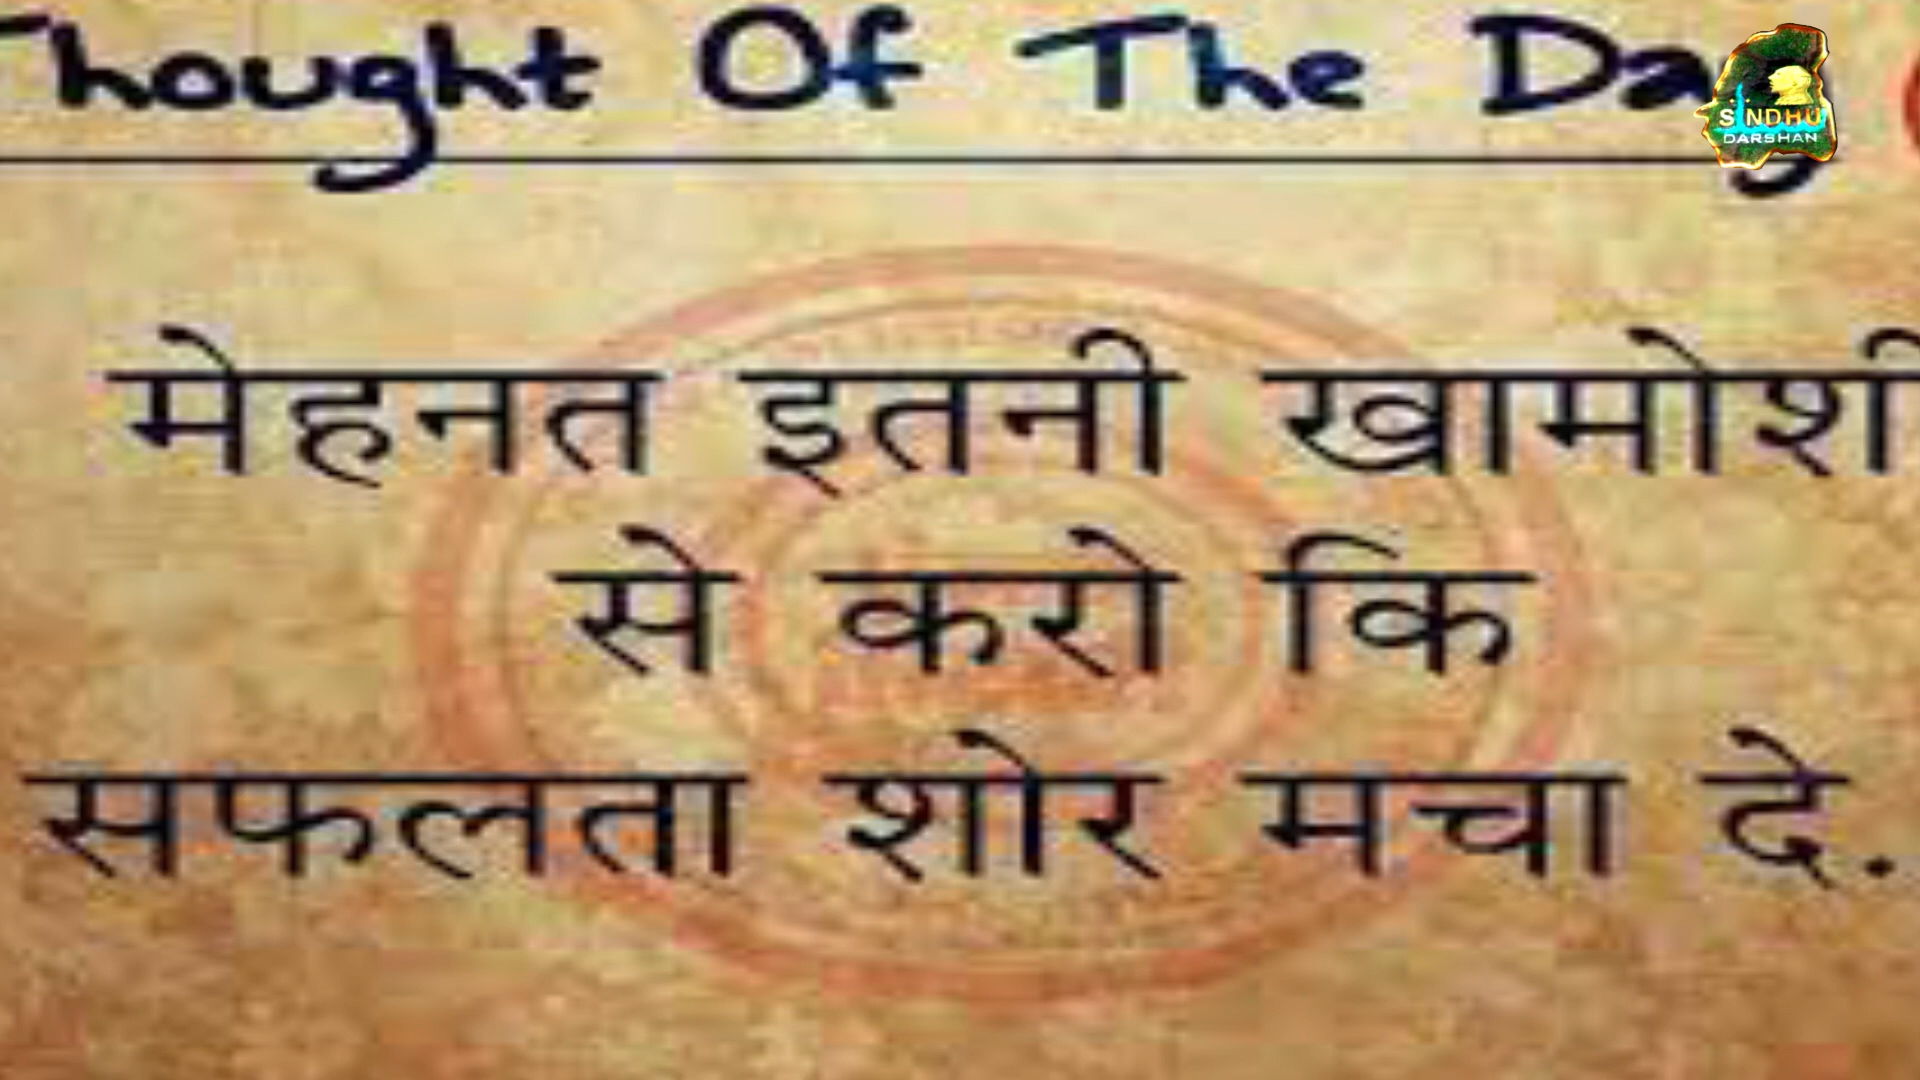 Thought Of The Day
SINDHU
DARSHAN
मेहनत इतनी खामोशी
से करो कि
सफलता शोर मचा दे.